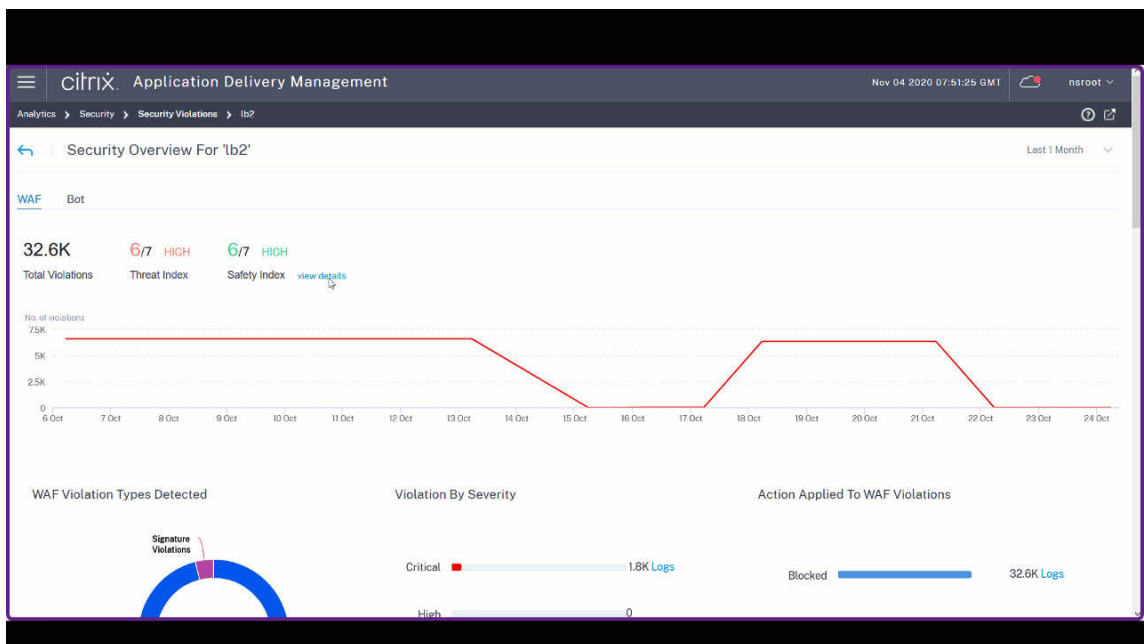 citrix. Application Delivery Management
Nov 04 2020 07:51:25 GMT
nsroot
Analytics > Security > Security Violations > lb2
Security Overview For 'lb2'
Last 1 Month
WAF Bot
32.6K 6/7 HIGH 6/7 HIGH
Total Violations Threat Index Safety Index view details
No. of violations
7.5K
5K
2.5K
0
6 Oct 7 Oct 8 Oct 9 Oct 10 Oct 11 Oct 12 Oct 13 Oct 14 Oct 15 Oct 16 Oct 17 Oct 18 Oct 19 Oct 20 Oct 21 Oct 22 Oct 23 Oct 24 Oct
WAF Violation Types Detected
Signature
Violations
Violation By Severity
Critical 1.8K Logs
High 0
Action Applied To WAF Violations
Blocked 32.6K Logs